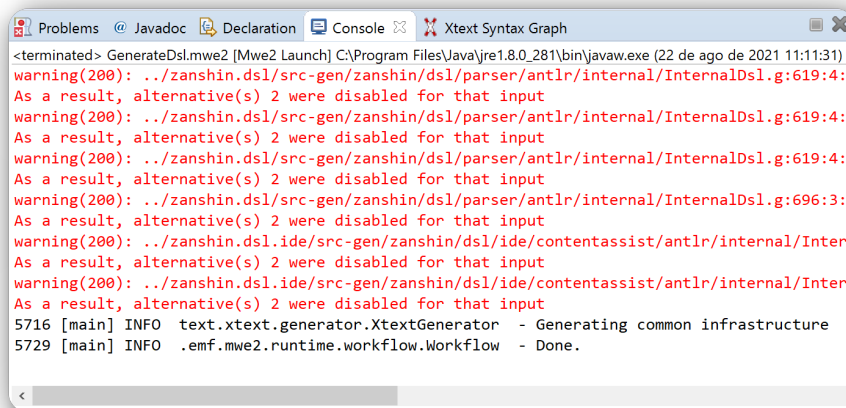 Problems @ Javadoc Declaration Console Xtext Syntax Graph
<terminated> GenerateDsl.mwe2 [Mwe2 Launch] C:\Program Files\Java\jre1.8.0_281\bin\javaw.exe (22 de ago de 2021 11:11:31)
warning(200): ../zanshin.dsl/src-gen/zanshin/dsl/parser/antlr/internal/InternalDsl.g:619:4:
As a result, alternative(s) 2 were disabled for that input
warning(200): ../zanshin.dsl/src-gen/zanshin/dsl/parser/antlr/internal/InternalDsl.g:619:4:
As a result, alternative(s) 2 were disabled for that input
warning(200): ../zanshin.dsl/src-gen/zanshin/dsl/parser/antlr/internal/InternalDsl.g:619:4:
As a result, alternative(s) 2 were disabled for that input
warning(200): ../zanshin.dsl/src-gen/zanshin/dsl/parser/antlr/internal/InternalDsl.g:696:3:
As a result, alternative(s) 2 were disabled for that input
warning(200): ../zanshin.dsl.ide/src-gen/zanshin/dsl/ide/contentassist/antlr/internal/Inter
As a result, alternative(s) 2 were disabled for that input
warning(200): ../zanshin.dsl.ide/src-gen/zanshin/dsl/ide/contentassist/antlr/internal/Inter
As a result, alternative(s) 2 were disabled for that input
5716 [main] INFO  text.xtext.generator.XtextGenerator  - Generating common infrastructure
5729 [main] INFO  .emf.mwe2.runtime.workflow.Workflow  - Done.